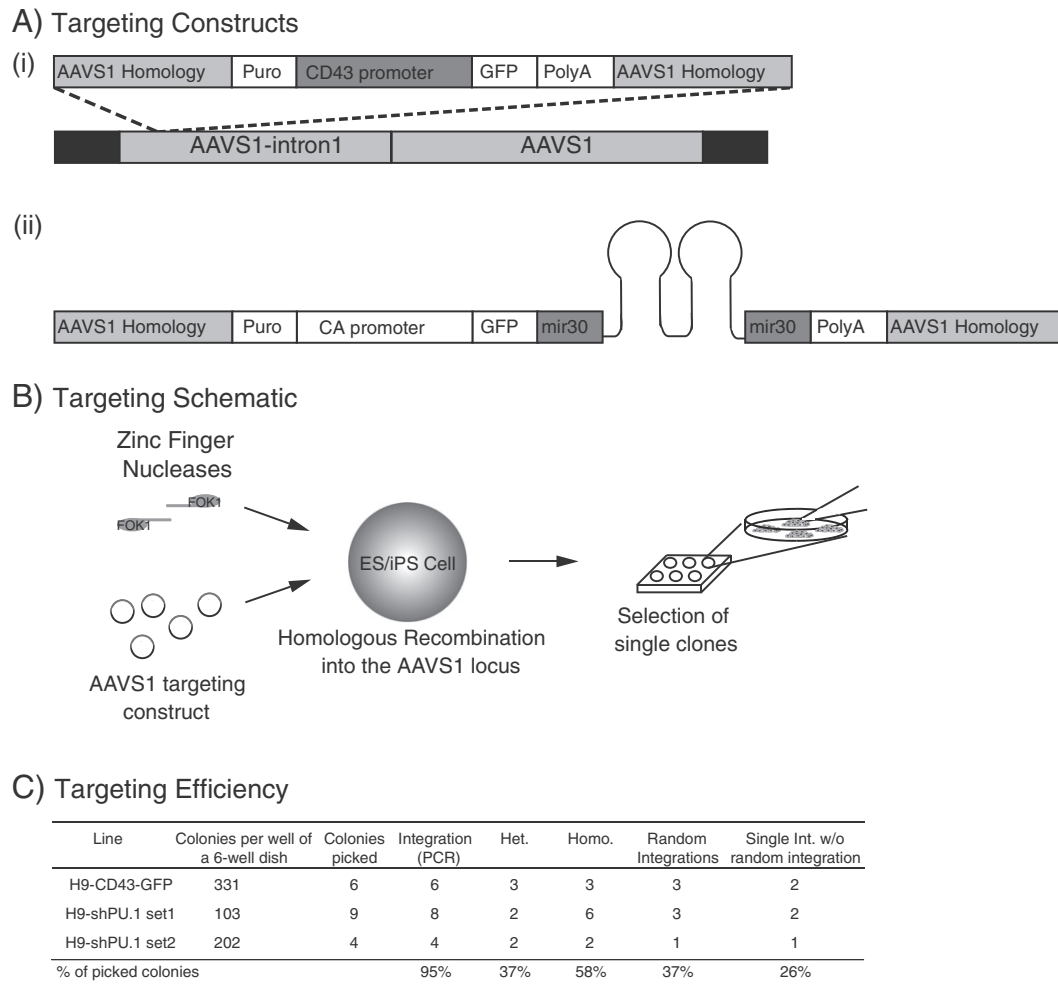 A) Targeting Constructs
(i)
AAVS1 Homology Puro CD43 promoter GFP PolyA AAVS1 Homology
AAVS1-intron1 AAVS1
(ii)
AAVS1 Homology Puro CA promoter GFP mir30 mir30 PolyA AAVS1 Homology
B) Targeting Schematic
Zinc Finger
Nucleases
FOK1
FOK1
ES/iPS Cell
Homologous Recombination
into the AAVS1 locus
Selection of
single clones
AAVS1 targeting
construct
C) Targeting Efficiency
Line Colonies per well of Colonies Integration Het. Homo. Random Single Int. w/o
a 6-well dish picked (PCR) Integrations random integration
H9-CD43-GFP 331 6 6 3 3 3 2
H9-shPU.1 set1 103 9 8 2 6 3 2
H9-shPU.1 set2 202 4 4 2 2 1 1
% of picked colonies 95% 37% 58% 37% 26%